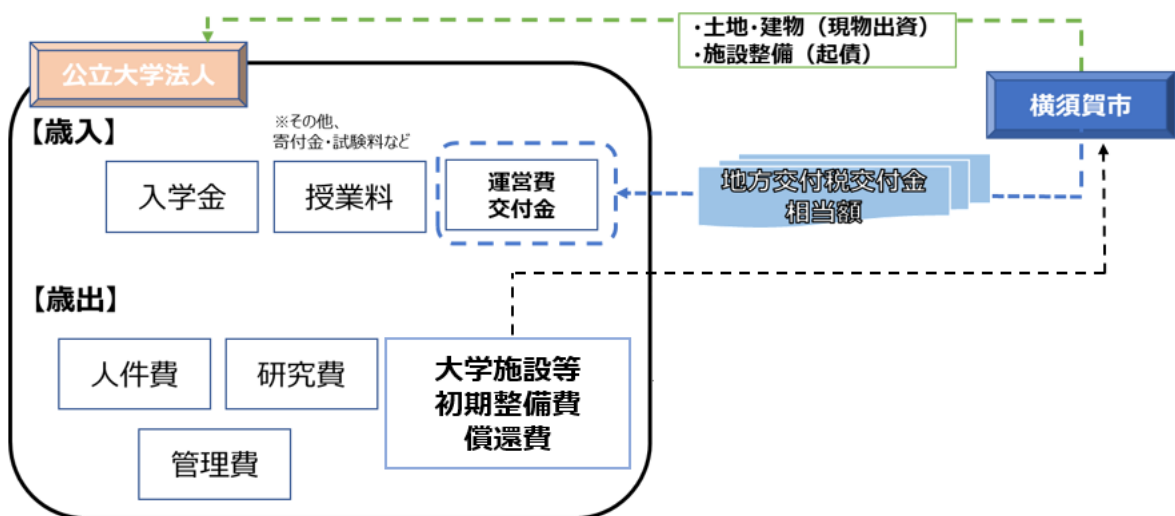 ・土地・建物（現物出資）
・施設整備（起債）
公立大学法人
横須賀市
【歳入】
※その他、
寄付金・試験料など
入学金
授業料
運営費
交付金
地方交付税交付金
相当額
【歳出】
人件費
研究費
大学施設等
初期整備費
償還費
管理費